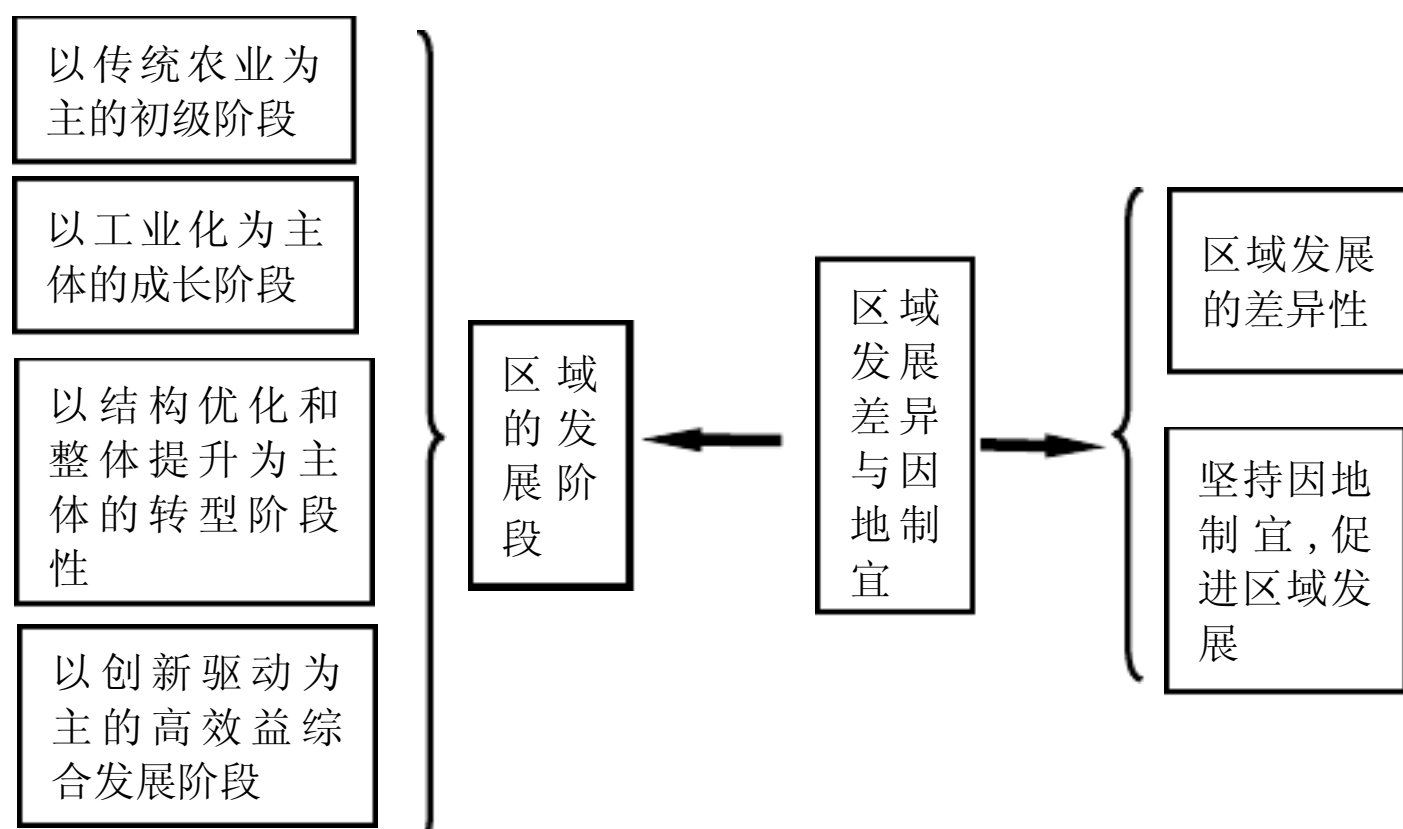 以传统农业为
主的初级阶段
以工业化为主
体的成长阶段
以结构优化和
整体提升为主
体的转型阶段
性
以创新驱动为
主的高效益综
合发展阶段
区域
的发
展阶
段
区域
发展
差异
与因
地制
宜
区域发展
的差异性
坚持因地
制宜,促
进区域发
展